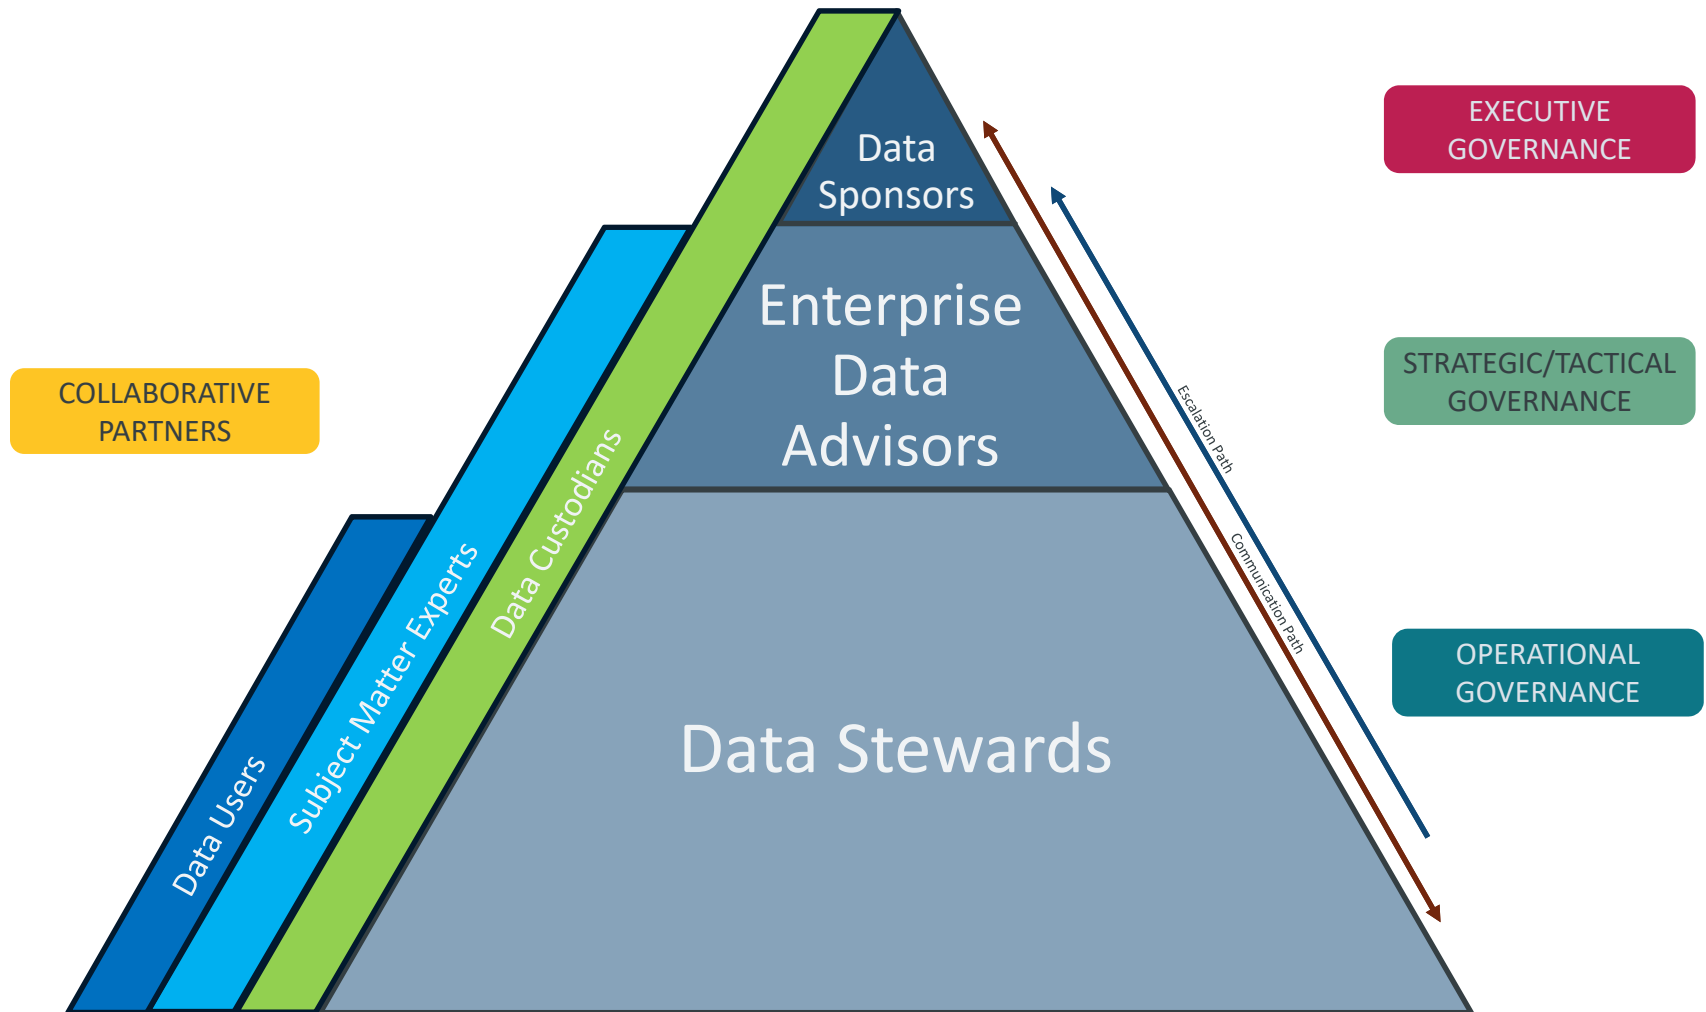 Data
Sponsors
EXECUTIVE
GOVERNANCE
Enterprise
Data
Advisors
STRATEGIC/TACTICAL
GOVERNANCE
COLLABORATIVE
PARTNERS
Escalation Path
Communication Path
Data Custodians
Subject Matter Experts
Data Users
OPERATIONAL
GOVERNANCE
Data Stewards